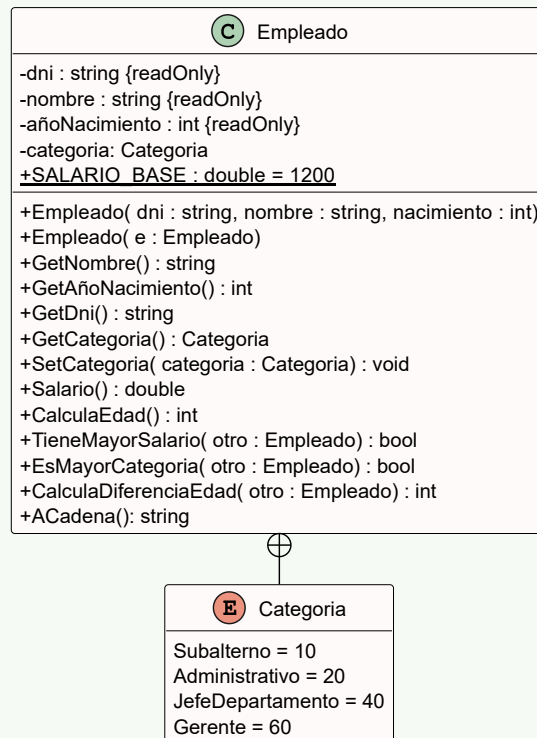 C Empleado
-dni : string {readOnly}
-nombre : string {readOnly}
-añoNacimiento : int {readOnly}
-categoria: Categoria
+SALARIO_BASE : double = 1200
+Empleado( dni : string, nombre : string, nacimiento : int)
+Empleado( e : Empleado)
+GetNombre() : string
+GetAñoNacimiento() : int
+GetDni() : string
+GetCategoria() : Categoria
+SetCategoria( categoria : Categoria) : void
+Salario() : double
+CalculaEdad() : int
+TieneMayorSalario( otro : Empleado) : bool
+EsMayorCategoria( otro : Empleado) : bool
+CalculaDiferenciaEdad( otro : Empleado) : int
+ACadena(): string
E Categoria
Subalterno = 10
Administrativo = 20
JefeDepartamento = 40
Gerente = 60